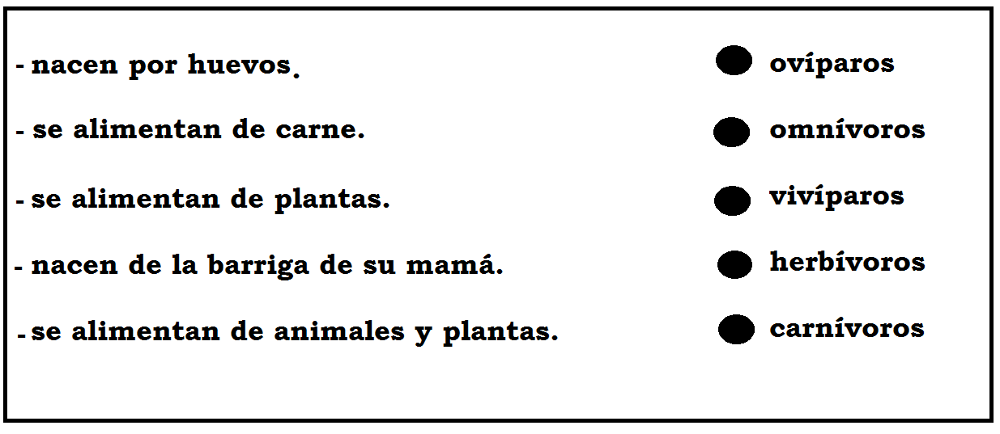 - nacen por huevos. ovíparos
- se alimentan de carne. omnívoros
- se alimentan de plantas. vivíparos
- nacen de la barriga de su mamá. herbívoros
- se alimentan de animales y plantas. carnívoros